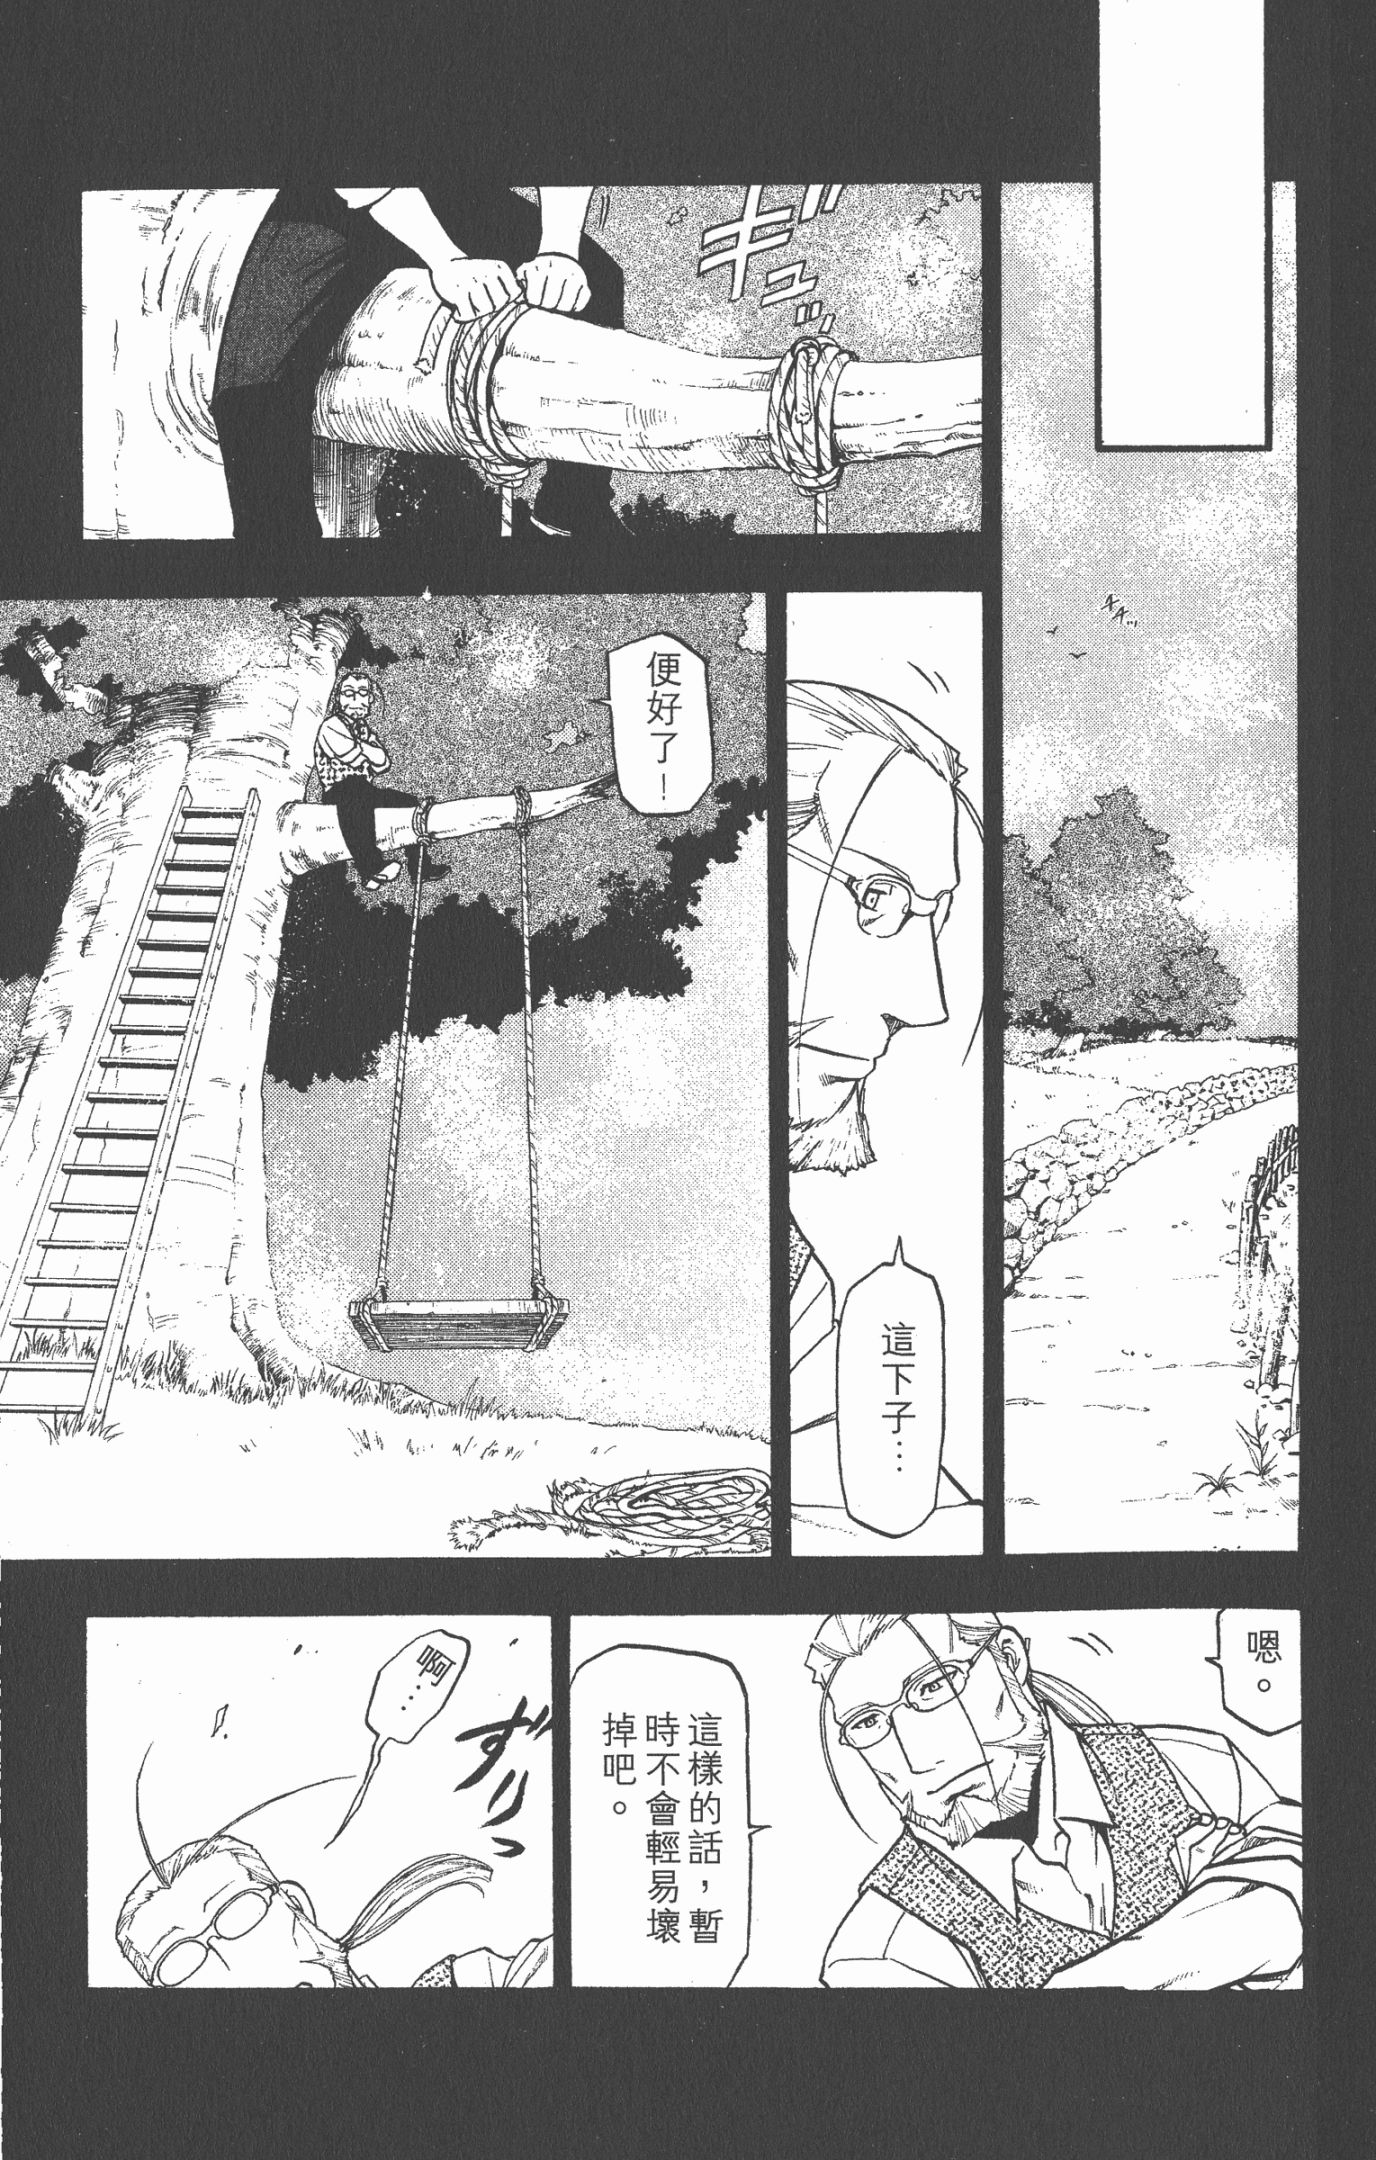 AA...
ギュッ
這下子⋯
便好了！
嗯。
這樣的話，暫
時不會輕易壞
掉吧。
啊⋯
ずりっ